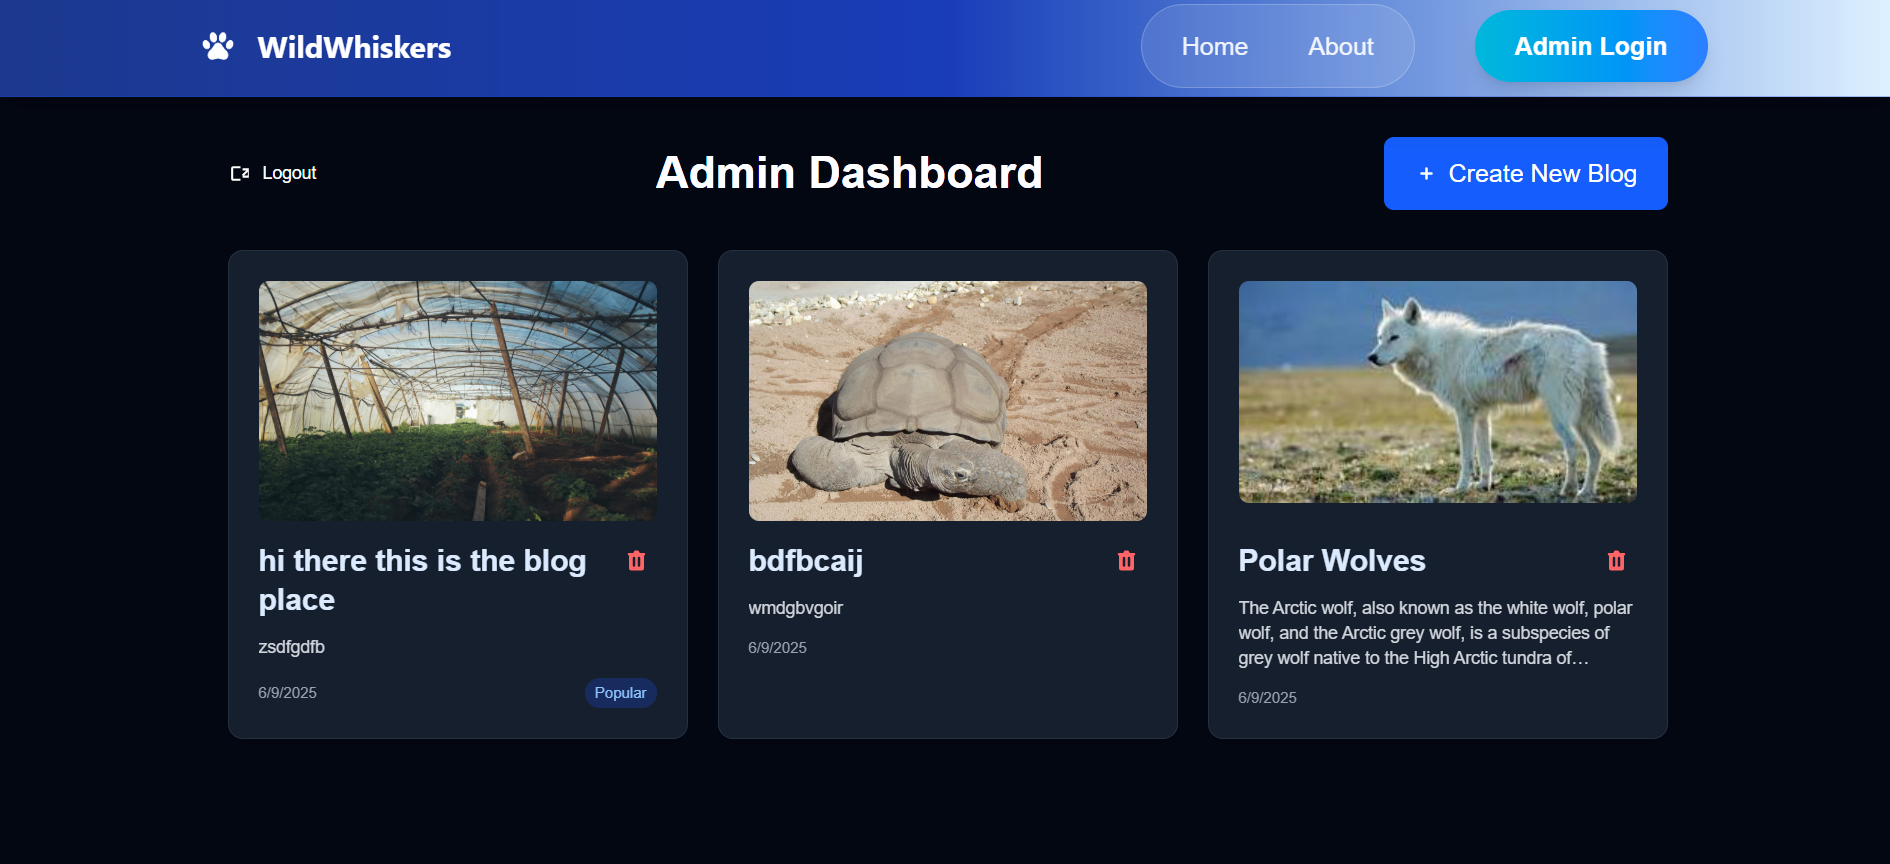 WildWhiskers
Home
About
Admin Login
Logout
Admin Dashboard
+ Create New Blog
hi there this is the blog
place
zsdfgdfb
6/9/2025
Popular
bdfbcaij
wmdgbvgoir
6/9/2025
Polar Wolves
The Arctic wolf, also known as the white wolf, polar
wolf, and the Arctic grey wolf, is a subspecies of
grey wolf native to the High Arctic tundra of…
6/9/2025